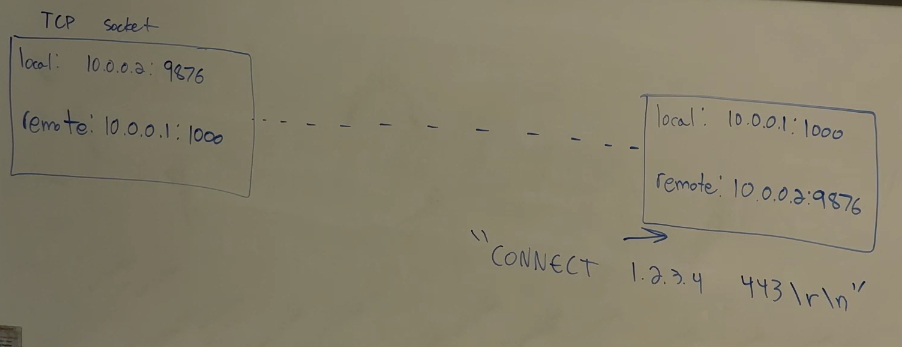 TCP socket
local: 10.0.0.2: 9876
remote: 10.0.0.1:1000
local: 10.0.0.1:1000
remote: 10.0.0.2:9876
"CONNECT 1.2.3.4 443\r\n"